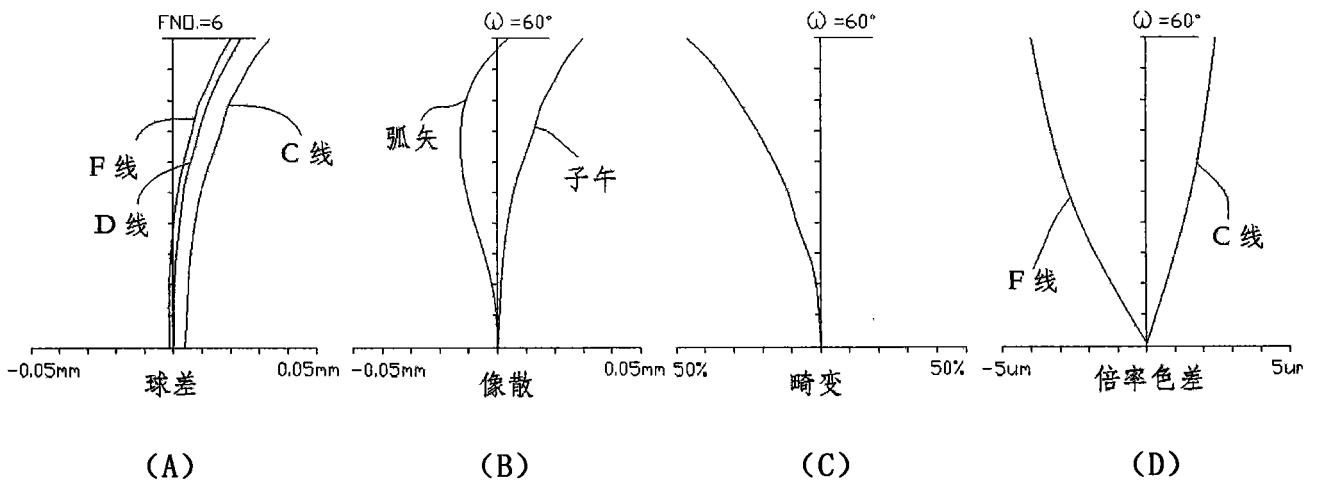 FNO.=6
ω=60°
ω=60°
ω=60°
F 线
D 线
C 线
弧矢
子午
F 线
C 线
-0.05mm
0.05mm
球差
-0.05mm
0.05mm
像散
50%
50%
畸变
-5um
5um
倍率色差
(A)
(B)
(C)
(D)